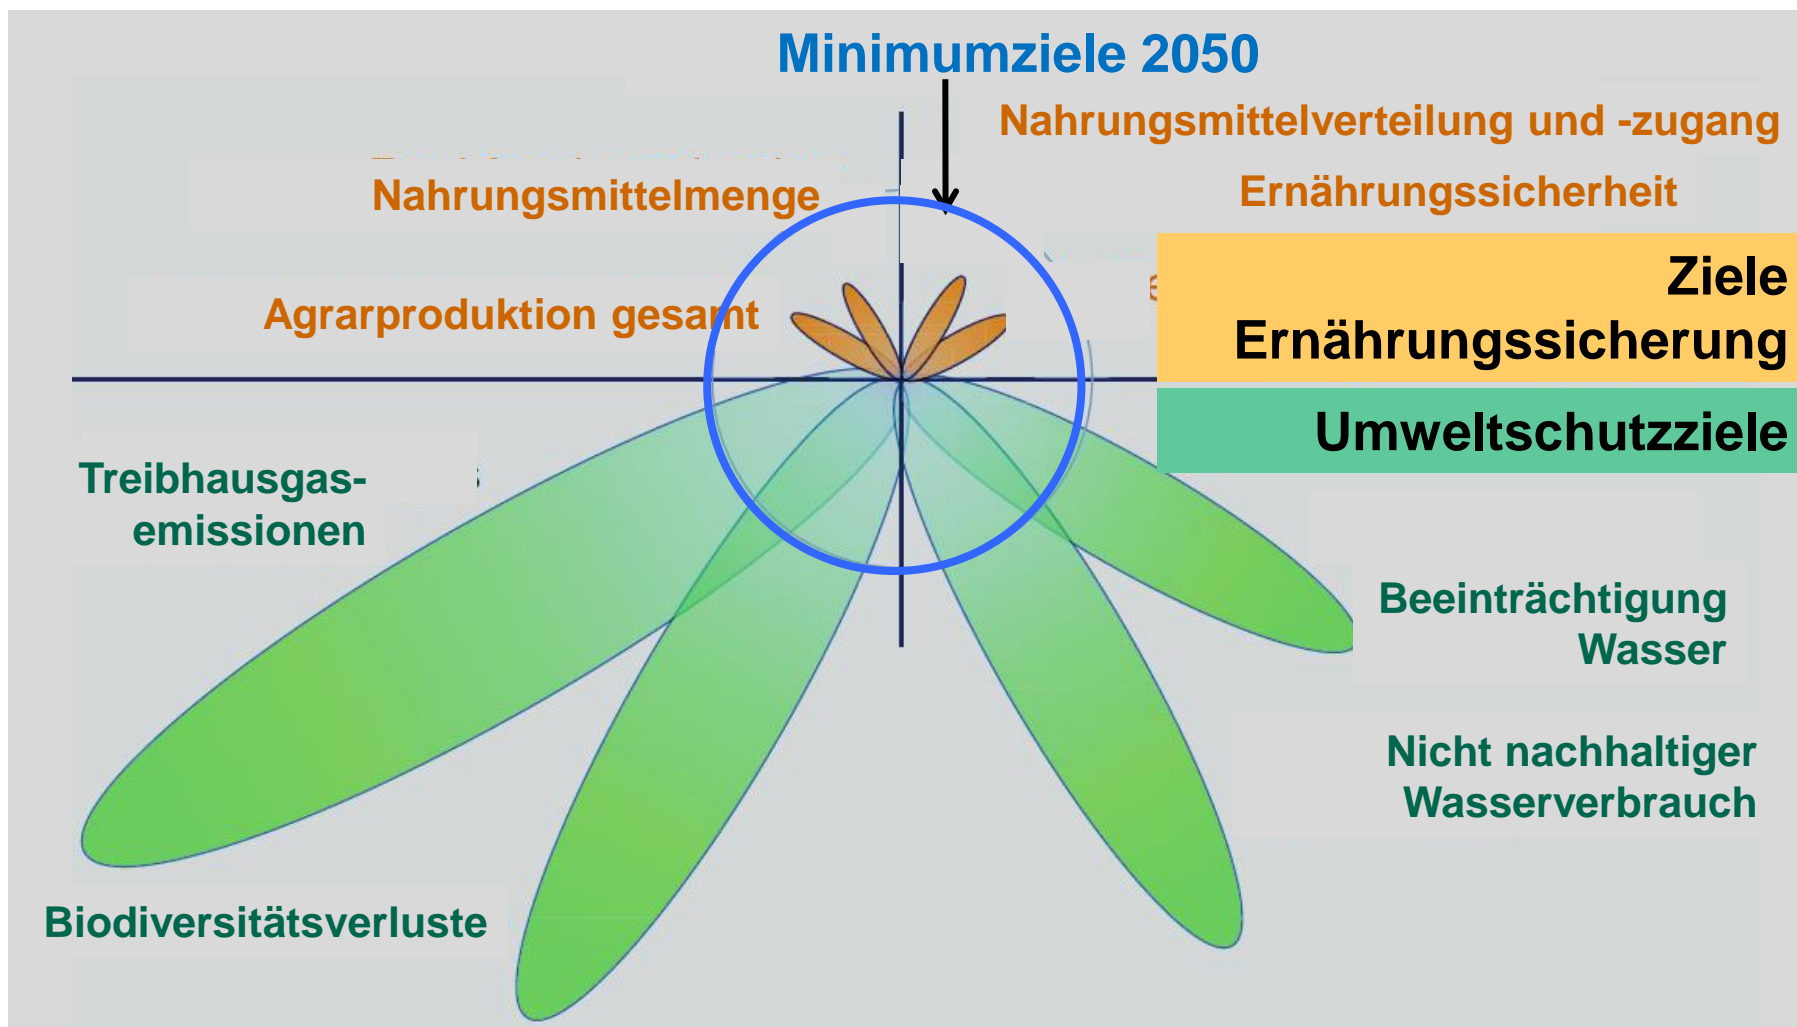 Minimumziele 2050
Nahrungsmittelverteilung und -zugang
Nahrungsmittelmenge
Ernährungssicherheit
Agrarproduktion gesamt
Ziele
Ernährungssicherung
Umweltschutzziele
Treibhausgas-
emissionen
Beeinträchtigung
Wasser
Nicht nachhaltiger
Wasserverbrauch
Biodiversitätsverluste